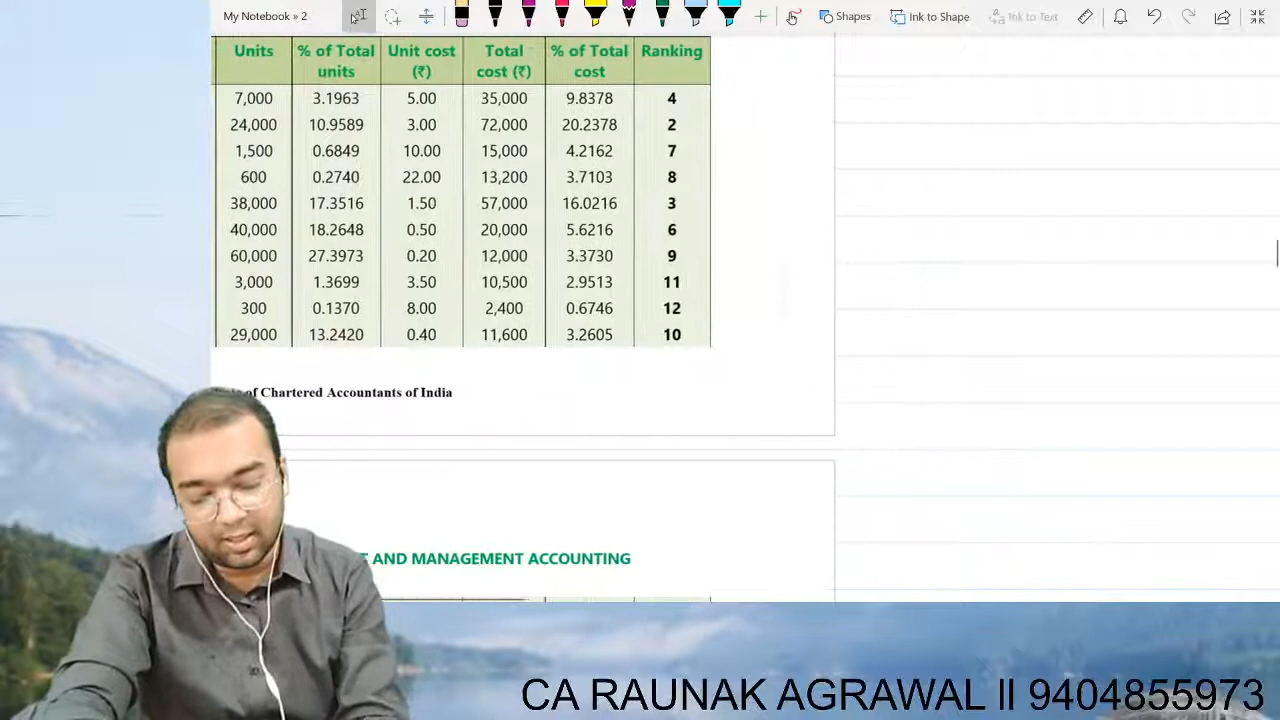 My Notebook » 2
Shapes
Ink to Shape
Ink to Text
Units % of Total units Unit cost (₹) Total cost (₹) % of Total cost Ranking
7,000 3.1963 5.00 35,000 9.8378 4
24,000 10.9589 3.00 72,000 20.2378 2
1,500 0.6849 10.00 15,000 4.2162 7
600 0.2740 22.00 13,200 3.7103 8
38,000 17.3516 1.50 57,000 16.0216 3
40,000 18.2648 0.50 20,000 5.6216 6
60,000 27.3973 0.20 12,000 3.3730 9
3,000 1.3699 3.50 10,500 2.9513 11
300 0.1370 8.00 2,400 0.6746 12
29,000 13.2420 0.40 11,600 3.2605 10
of Chartered Accountants of India
AND MANAGEMENT ACCOUNTING
CA RAUNAK AGRAWAL II 9404855973